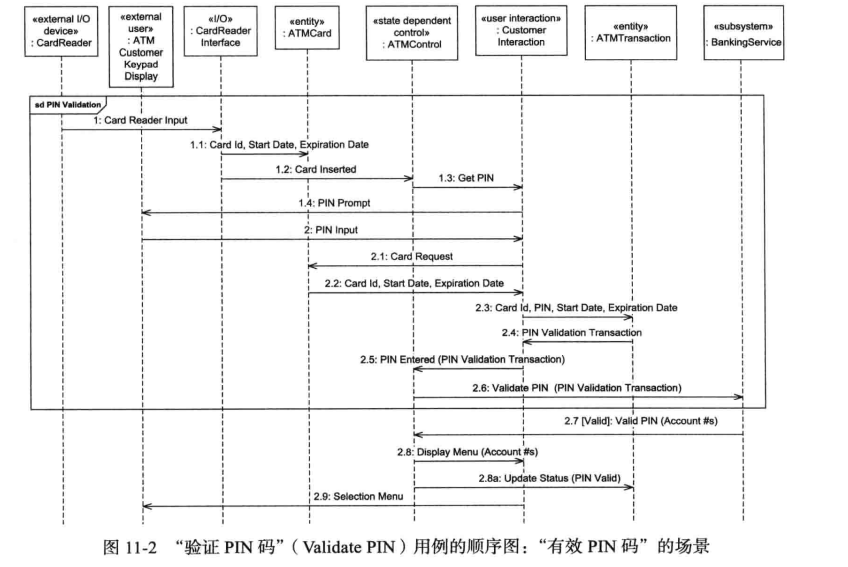 «external I/O
device»
: CardReader
«external
user»
: ATM
Customer
Keypad
Display
«I/O»
: CardReader
Interface
«entity»
: ATMCard
«state dependent
control»
: ATMControl
«user interaction»
: Customer
Interaction
«entity»
: ATMTransaction
«subsystem»
: BankingService
sd PIN Validation
1: Card Reader Input
1.1: Card Id, Start Date, Expiration Date
1.2: Card Inserted
1.3: Get PIN
1.4: PIN Prompt
2: PIN Input
2.1: Card Request
2.2: Card Id, Start Date, Expiration Date
2.3: Card Id, PIN, Start Date, Expiration Date
2.4: PIN Validation Transaction
2.5: PIN Entered (PIN Validation Transaction)
2.6: Validate PIN (PIN Validation Transaction)
2.7 [Valid]: Valid PIN (Account #s)
2.8: Display Menu (Account #s)
2.8a: Update Status (PIN Valid)
2.9: Selection Menu
图 11-2 “验证 PIN 码”（Validate PIN）用例的顺序图：“有效 PIN 码”的场景